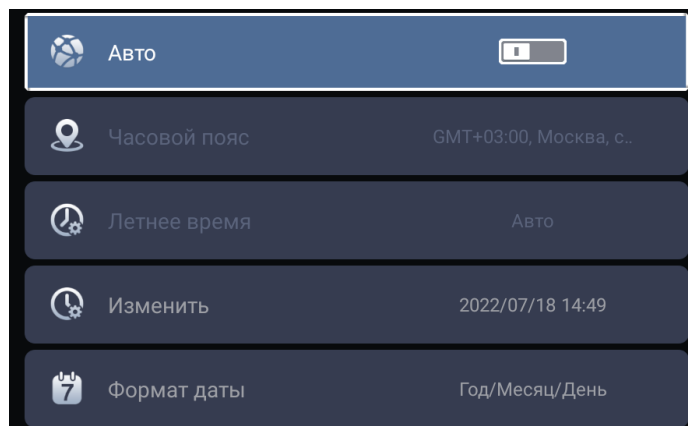 Авто
Часовой пояс GMT+03:00, Москва, с..
Летнее время Авто
Изменить 2022/07/18 14:49
7 Формат даты Год/Месяц/День